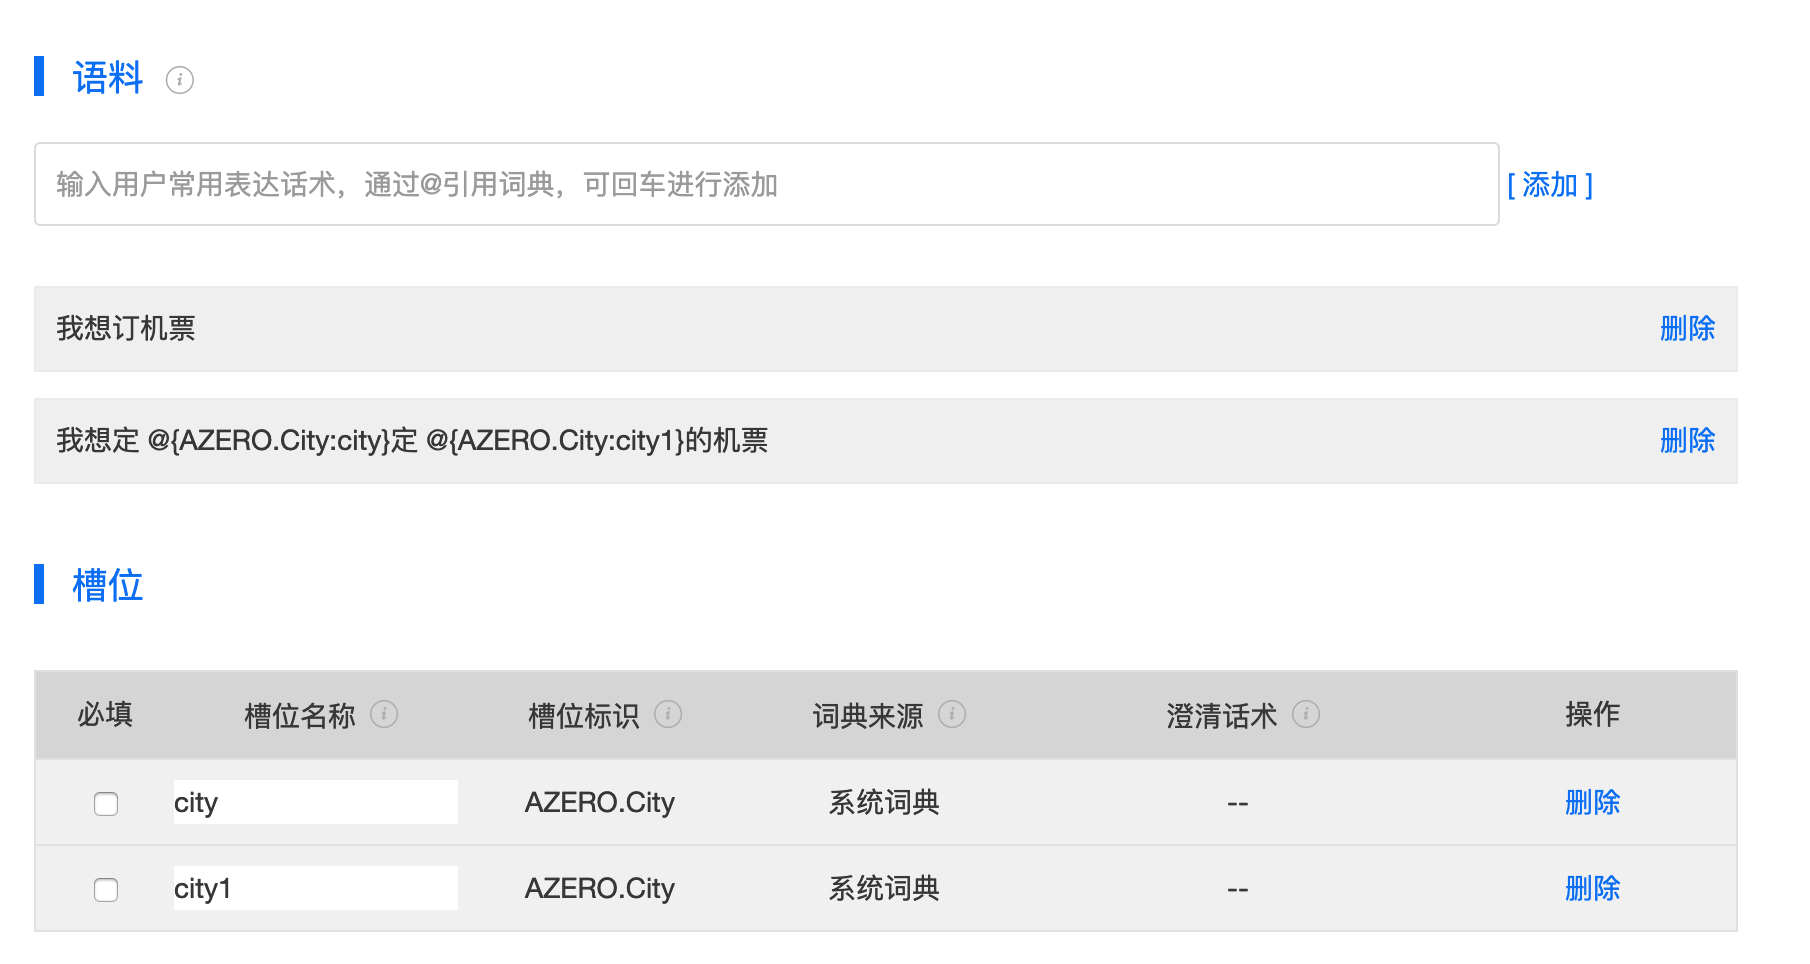 语料
输入用户常用表达话术，通过@引用词典，可回车进行添加 [ 添加 ]
我想订机票 删除
我想定 @{AZERO.City:city}定 @{AZERO.City:city1}的机票 删除
槽位
必填 槽位名称 槽位标识 词典来源 澄清话术 操作
city AZERO.City 系统词典 -- 删除
city1 AZERO.City 系统词典 -- 删除